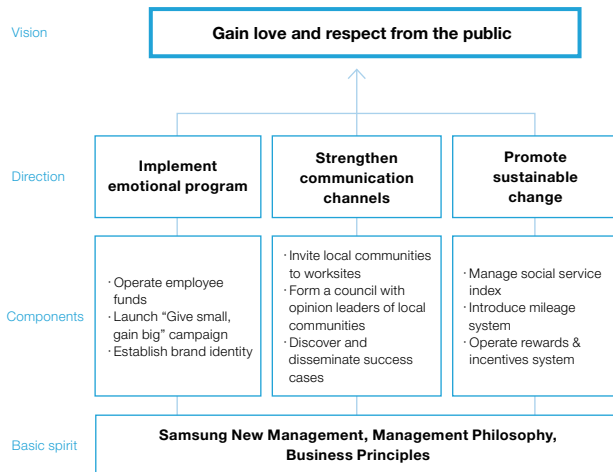 Vision
Gain love and respect from the public
Direction
Implement
emotional program
Strengthen
communication
channels
Promote
sustainable
change
Components
· Operate employee
funds
· Launch “Give small,
gain big” campaign
· Establish brand identity
· Invite local communities
to worksites
· Form a council with
opinion leaders of local
communities
· Discover and
disseminate success
cases
· Manage social service
index
· Introduce mileage
system
· Operate rewards &
incentives system
Basic spirit
Samsung New Management, Management Philosophy,
Business Principles